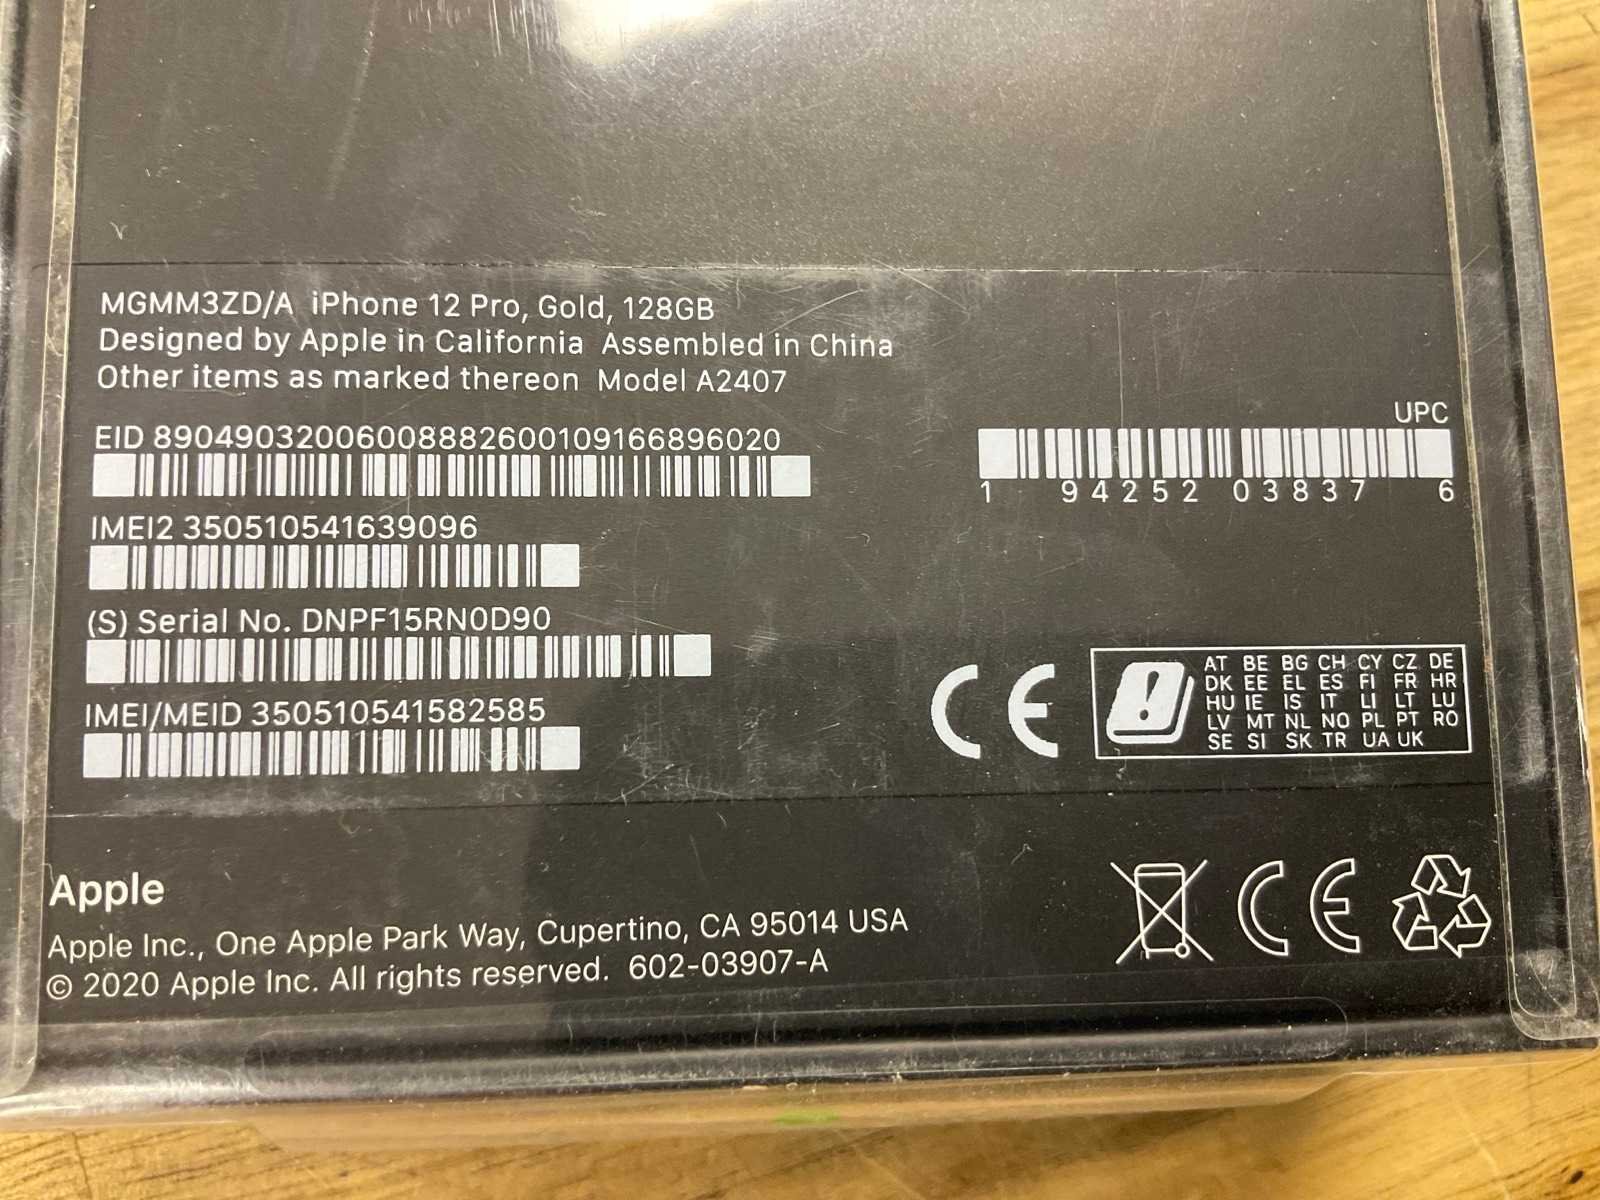 MGMM3ZD/A iPhone 12 Pro, Gold, 128GB
Designed by Apple in California Assembled in China
Other items as marked thereon Model A2407
EID 89049032006008882600109166896020
IMEI2 350510541639096
(S) Serial No. DNPF15RN0D90
IMEI/MEID 350510541582585
UPC
1 94252 03837 6
CE
AT BE BG CH CY CZ DE
DK EE EL ES FI FR HR
HU IE IS IT LI LT LU
LV MT NL NO PL PT RO
SE SI SK TR UA UK
Apple
Apple Inc., One Apple Park Way, Cupertino, CA 95014 USA
© 2020 Apple Inc. All rights reserved. 602-03907-A
CE